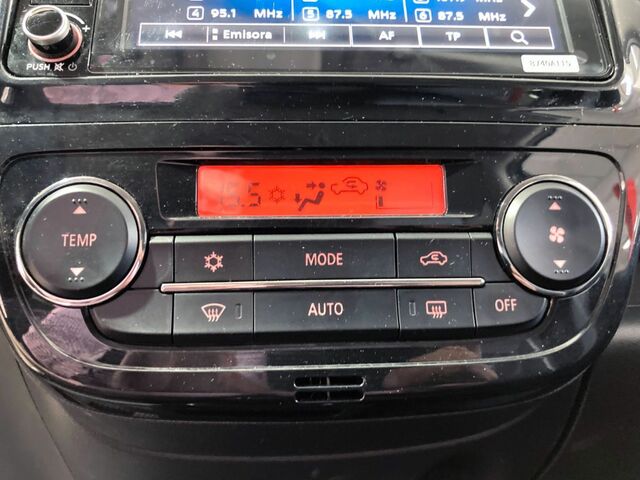 4 95.1 MHz 5 87.5 MHz 6 87.5 MHz
Emisora AF TP
PUSH
TEMP
MODE
AUTO OFF